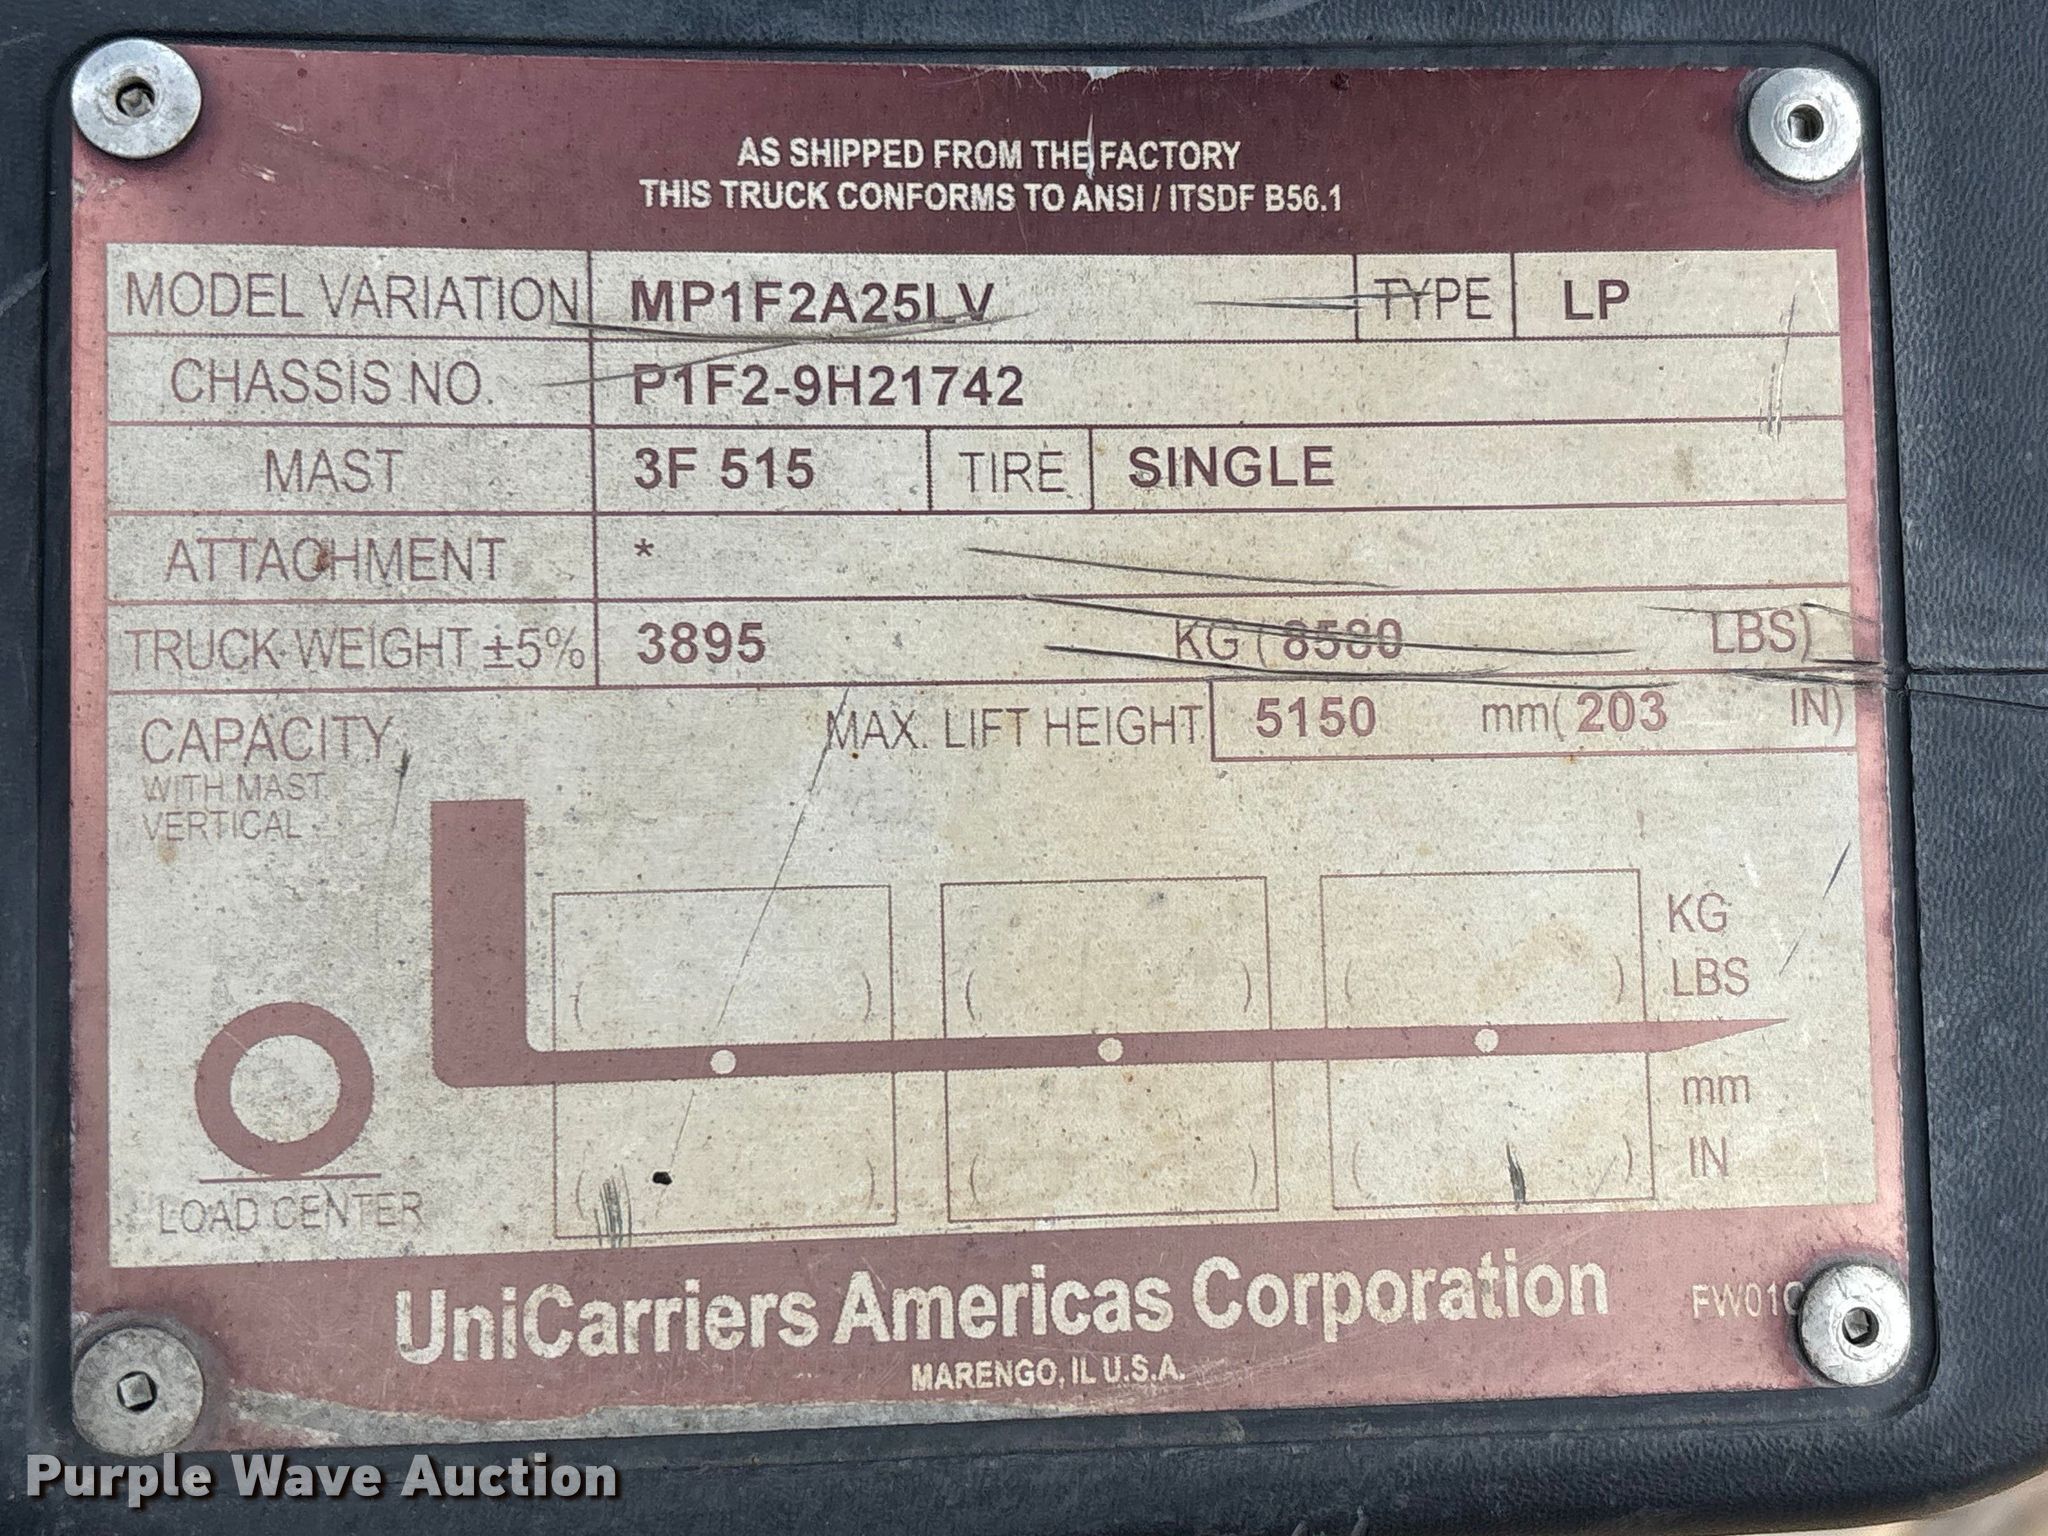 AS SHIPPED FROM THE FACTORY
THIS TRUCK CONFORMS TO ANSI / ITSDF B56.1
MODEL VARIATION MP1F2A25LV TYPE LP
CHASSIS NO. P1F2-9H21742
MAST 3F 515 TIRE SINGLE
ATTACHMENT *
TRUCK WEIGHT ±5% 3895 KG ( 8580 LBS)
MAX. LIFT HEIGHT 5150 mm( 203 IN)
CAPACITY
WITH MAST
VERTICAL
KG
( ) ( ) ( ) LBS
mm
( ) ( ) ( ) IN
LOAD CENTER
UniCarriers Americas Corporation
MARENGO, IL U.S.A.
Purple Wave Auction